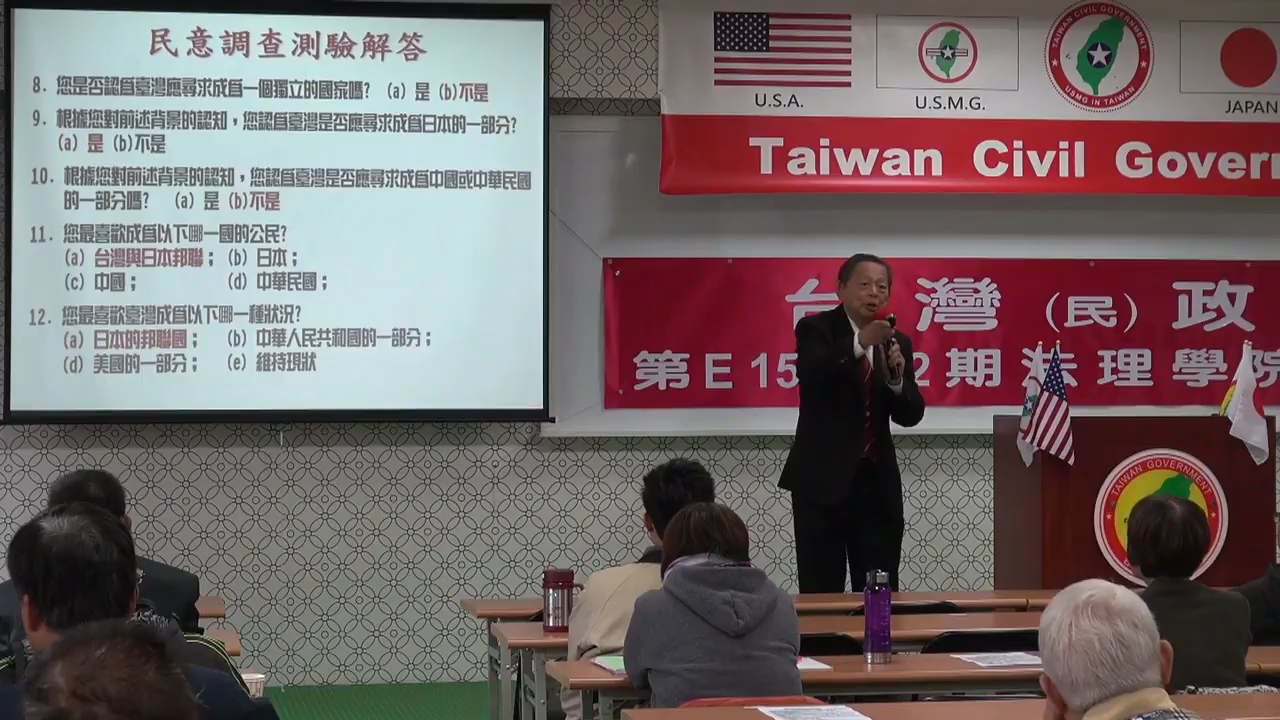 民意調查測驗解答
8. 您是否認為臺灣應尋求成為一個獨立的國家嗎? (a) 是 (b)不是
9. 根據您對前述背景的認知，您認為臺灣是否應尋求成為日本的一部分?
(a) 是 (b)不是
10. 根據您對前述背景的認知，您認為臺灣是否應尋求成為中國或中華民國
的一部分嗎? (a) 是 (b)不是
11. 您最喜歡成為以下哪一國的公民?
(a) 台灣與日本邦聯； (b) 日本；
(c) 中國； (d) 中華民國；
12. 您最喜歡臺灣成為以下哪一種狀況?
(a) 日本的邦聯國； (b) 中華人民共和國的一部分；
(d) 美國的一部分； (e) 維持現狀
U.S.A.
U.S.M.G.
TAIWAN CIVIL GOVERNMENT
USMG IN TAIWAN
JAPAN
Taiwan Civil Govern
台灣(民)政
第E15 2期法理學院
TAIWAN GOVERNMENT